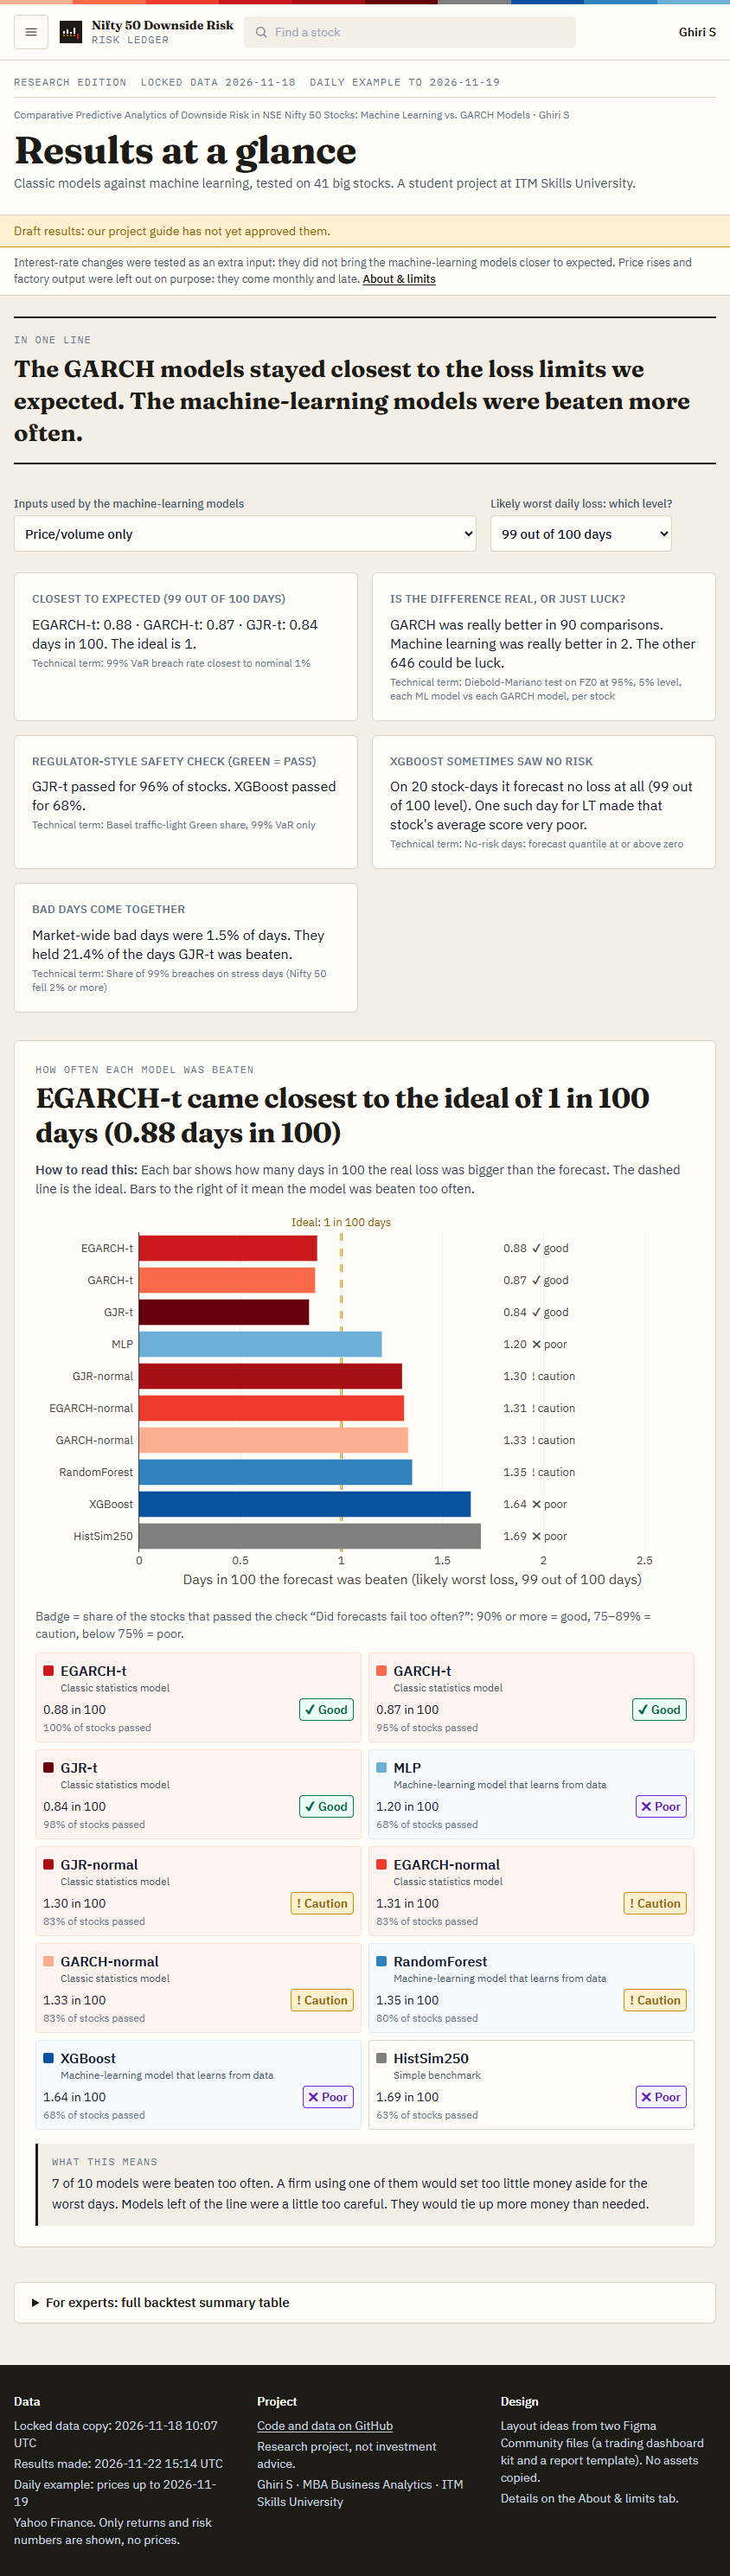 Nifty 50 Downside Risk
RISK LEDGER
Find a stock
Ghiri S
RESEARCH EDITION LOCKED DATA 2026-11-18 DAILY EXAMPLE TO 2026-11-19
Comparative Predictive Analytics of Downside Risk in NSE Nifty 50 Stocks: Machine Learning vs. GARCH Models · Ghiri S
Results at a glance
Classic models against machine learning, tested on 41 big stocks. A student project at ITM Skills University.
Draft results: our project guide has not yet approved them.
Interest-rate changes were tested as an extra input: they did not bring the machine-learning models closer to expected. Price rises and
factory output were left out on purpose: they come monthly and late. About & limits
IN ONE LINE
The GARCH models stayed closest to the loss limits we
expected. The machine-learning models were beaten more
often.
Inputs used by the machine-learning models
Price/volume only
Likely worst daily loss: which level?
99 out of 100 days
CLOSEST TO EXPECTED (99 OUT OF 100 DAYS)
EGARCH-t: 0.88 · GARCH-t: 0.87 · GJR-t: 0.84
days in 100. The ideal is 1.
Technical term: 99% VaR breach rate closest to nominal 1%
IS THE DIFFERENCE REAL, OR JUST LUCK?
GARCH was really better in 90 comparisons.
Machine learning was really better in 2. The other
646 could be luck.
Technical term: Diebold-Mariano test on FZ0 at 95%, 5% level,
each ML model vs each GARCH model, per stock
REGULATOR-STYLE SAFETY CHECK (GREEN = PASS)
GJR-t passed for 96% of stocks. XGBoost passed
for 68%.
Technical term: Basel traffic-light Green share, 99% VaR only
XGBOOST SOMETIMES SAW NO RISK
On 20 stock-days it forecast no loss at all (99 out
of 100 level). One such day for LT made that
stock's average score very poor.
Technical term: No-risk days: forecast quantile at or above zero
BAD DAYS COME TOGETHER
Market-wide bad days were 1.5% of days. They
held 21.4% of the days GJR-t was beaten.
Technical term: Share of 99% breaches on stress days (Nifty 50
fell 2% or more)
HOW OFTEN EACH MODEL WAS BEATEN
EGARCH-t came closest to the ideal of 1 in 100
days (0.88 days in 100)
How to read this: Each bar shows how many days in 100 the real loss was bigger than the forecast. The dashed
line is the ideal. Bars to the right of it mean the model was beaten too often.
Ideal: 1 in 100 days
EGARCH-t 0.88 ✓ good
GARCH-t 0.87 ✓ good
GJR-t 0.84 ✓ good
MLP 1.20 ✕ poor
GJR-normal 1.30 ! caution
EGARCH-normal 1.31 ! caution
GARCH-normal 1.33 ! caution
RandomForest 1.35 ! caution
XGBoost 1.64 ✕ poor
HistSim250 1.69 ✕ poor
0 0.5 1 1.5 2 2.5
Days in 100 the forecast was beaten (likely worst loss, 99 out of 100 days)
Badge = share of the stocks that passed the check “Did forecasts fail too often?”: 90% or more = good, 75–89% =
caution, below 75% = poor.
EGARCH-t
Classic statistics model
0.88 in 100 ✓ Good
100% of stocks passed
GARCH-t
Classic statistics model
0.87 in 100 ✓ Good
95% of stocks passed
GJR-t
Classic statistics model
0.84 in 100 ✓ Good
98% of stocks passed
MLP
Machine-learning model that learns from data
1.20 in 100 ✕ Poor
68% of stocks passed
GJR-normal
Classic statistics model
1.30 in 100 ! Caution
83% of stocks passed
EGARCH-normal
Classic statistics model
1.31 in 100 ! Caution
83% of stocks passed
GARCH-normal
Classic statistics model
1.33 in 100 ! Caution
83% of stocks passed
RandomForest
Machine-learning model that learns from data
1.35 in 100 ! Caution
80% of stocks passed
XGBoost
Machine-learning model that learns from data
1.64 in 100 ✕ Poor
68% of stocks passed
HistSim250
Simple benchmark
1.69 in 100 ✕ Poor
63% of stocks passed
WHAT THIS MEANS
7 of 10 models were beaten too often. A firm using one of them would set too little money aside for the
worst days. Models left of the line were a little too careful. They would tie up more money than needed.
For experts: full backtest summary table
Data
Locked data copy: 2026-11-18 10:07
UTC
Results made: 2026-11-22 15:14 UTC
Daily example: prices up to 2026-11-
19
Yahoo Finance. Only returns and risk
numbers are shown, no prices.
Project
Code and data on GitHub
Research project, not investment
advice.
Ghiri S · MBA Business Analytics · ITM
Skills University
Design
Layout ideas from two Figma
Community files (a trading dashboard
kit and a report template). No assets
copied.
Details on the About & limits tab.